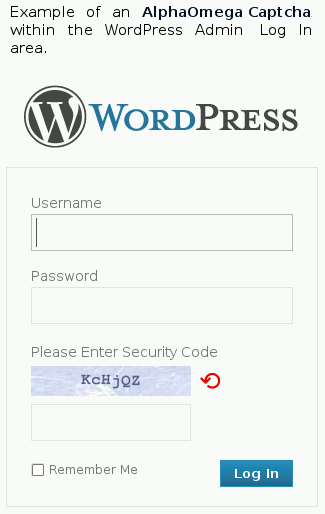 Example of an AlphaOmega Captcha
within the WordPress Admin Log In
area.
WORDPRESS
Username
Password
Please Enter Security Code
KcHjQZ
Remember Me
Log In